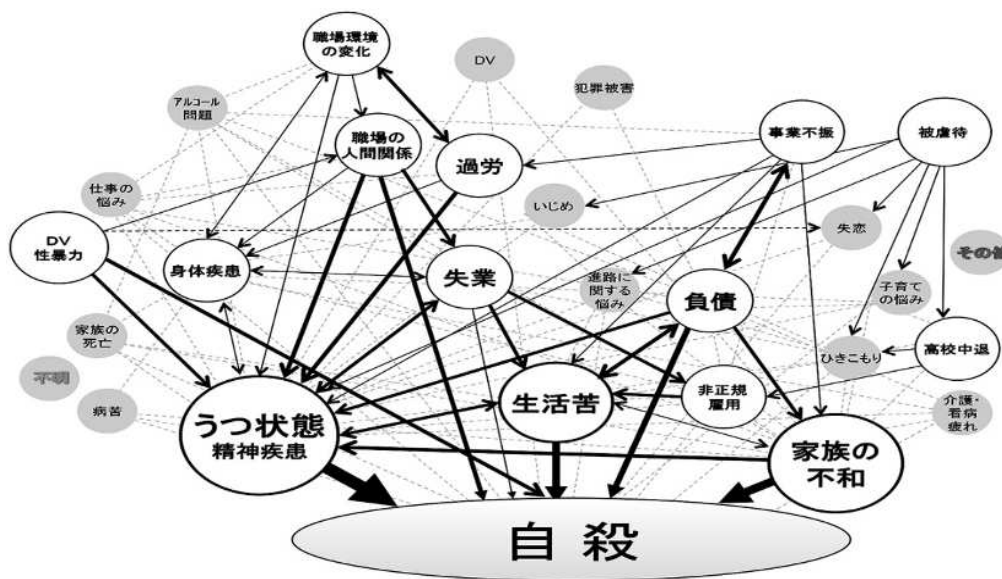 職場環境
の変化
DV
犯罪被害
アルコール
問題
職場の
人間関係
過労
事業不振
被虐待
仕事の
悩み
いじめ
DV
性暴力
失恋
その他
身体疾患
失業
進路に
関する
悩み
負債
子育て
の悩み
家族の
死亡
ひきこもり
高校中退
不明
病苦
うつ状態
精神疾患
生活苦
非正規
雇用
介護・
看病
疲れ
家族の
不和
自殺